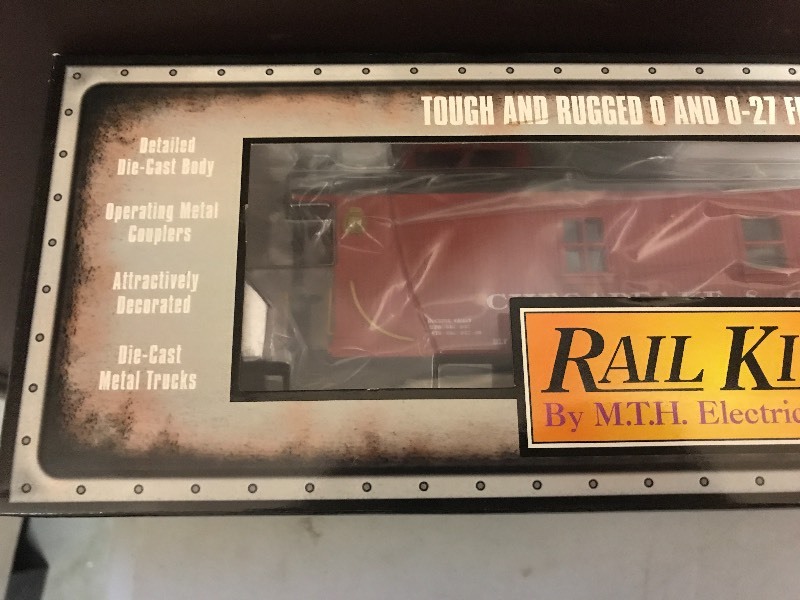 TOUGH AND RUGGED O AND O-27 F
Detailed
Die-Cast Body
Operating Metal
Couplers
Attractively
Decorated
Die-Cast
Metal Trucks
RAIL KI
By M.T.H. Electric